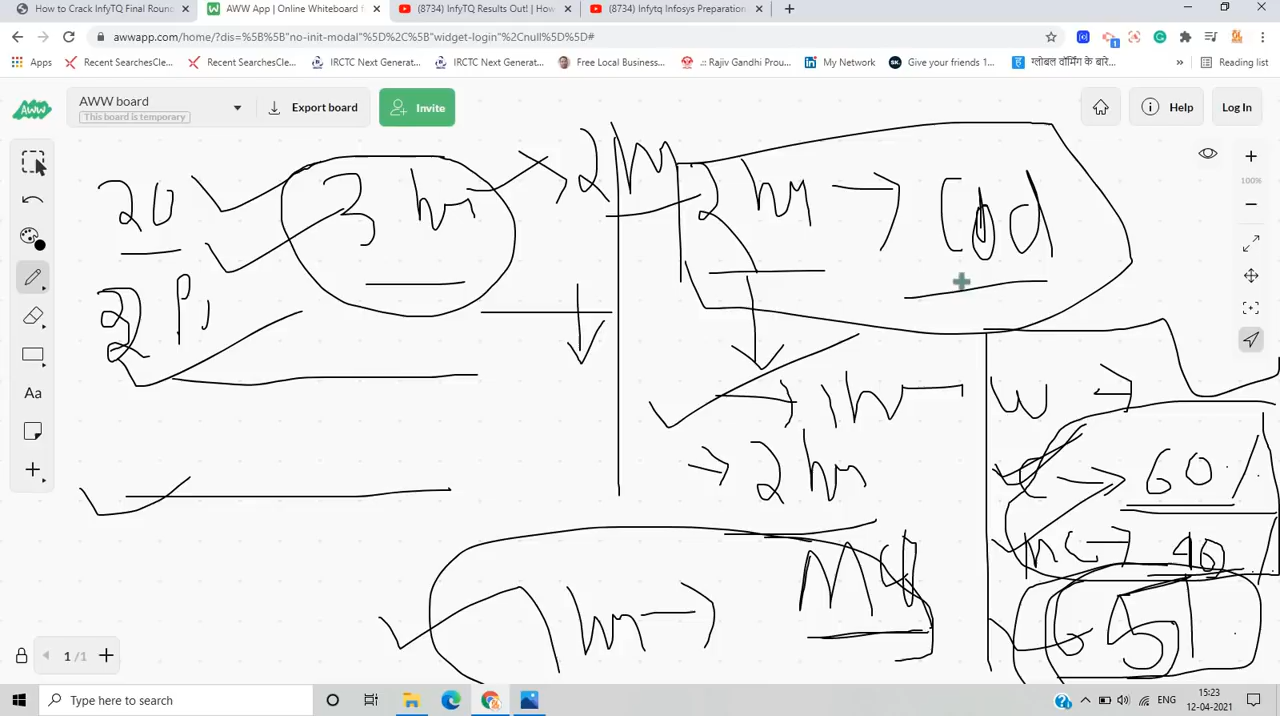 How to Crack InfyTQ Final Roun
AWW App | Online Whiteboard f
(8734) InfyTQ Results Out! | How
(8734) Infytq Infosys Preparation
awwapp.com/home/?dis=%5B%5B"no-init-modal"%5D%2C%5B"widget-login"%2Cnull%5D%5D#
Apps
Recent SearchesCle...
Recent SearchesCle...
IRCTC Next Generat...
IRCTC Next Generat...
Free Local Business...
.:: Rajiv Gandhi Prou...
My Network
Give your friends 1...
ग्लोबल वॉर्मिंग के बारे...
»
Reading list
AWW
AWW board
This board is temporary
Export board
Invite
Help
Log In
100%
Aa
20
3 hr
2 hr
2 hr →
→ 1 hr
→ 2 hr
w →
60/
40
65
1 hr →
1 /1
Type here to search
ENG
15:23
12-04-2021